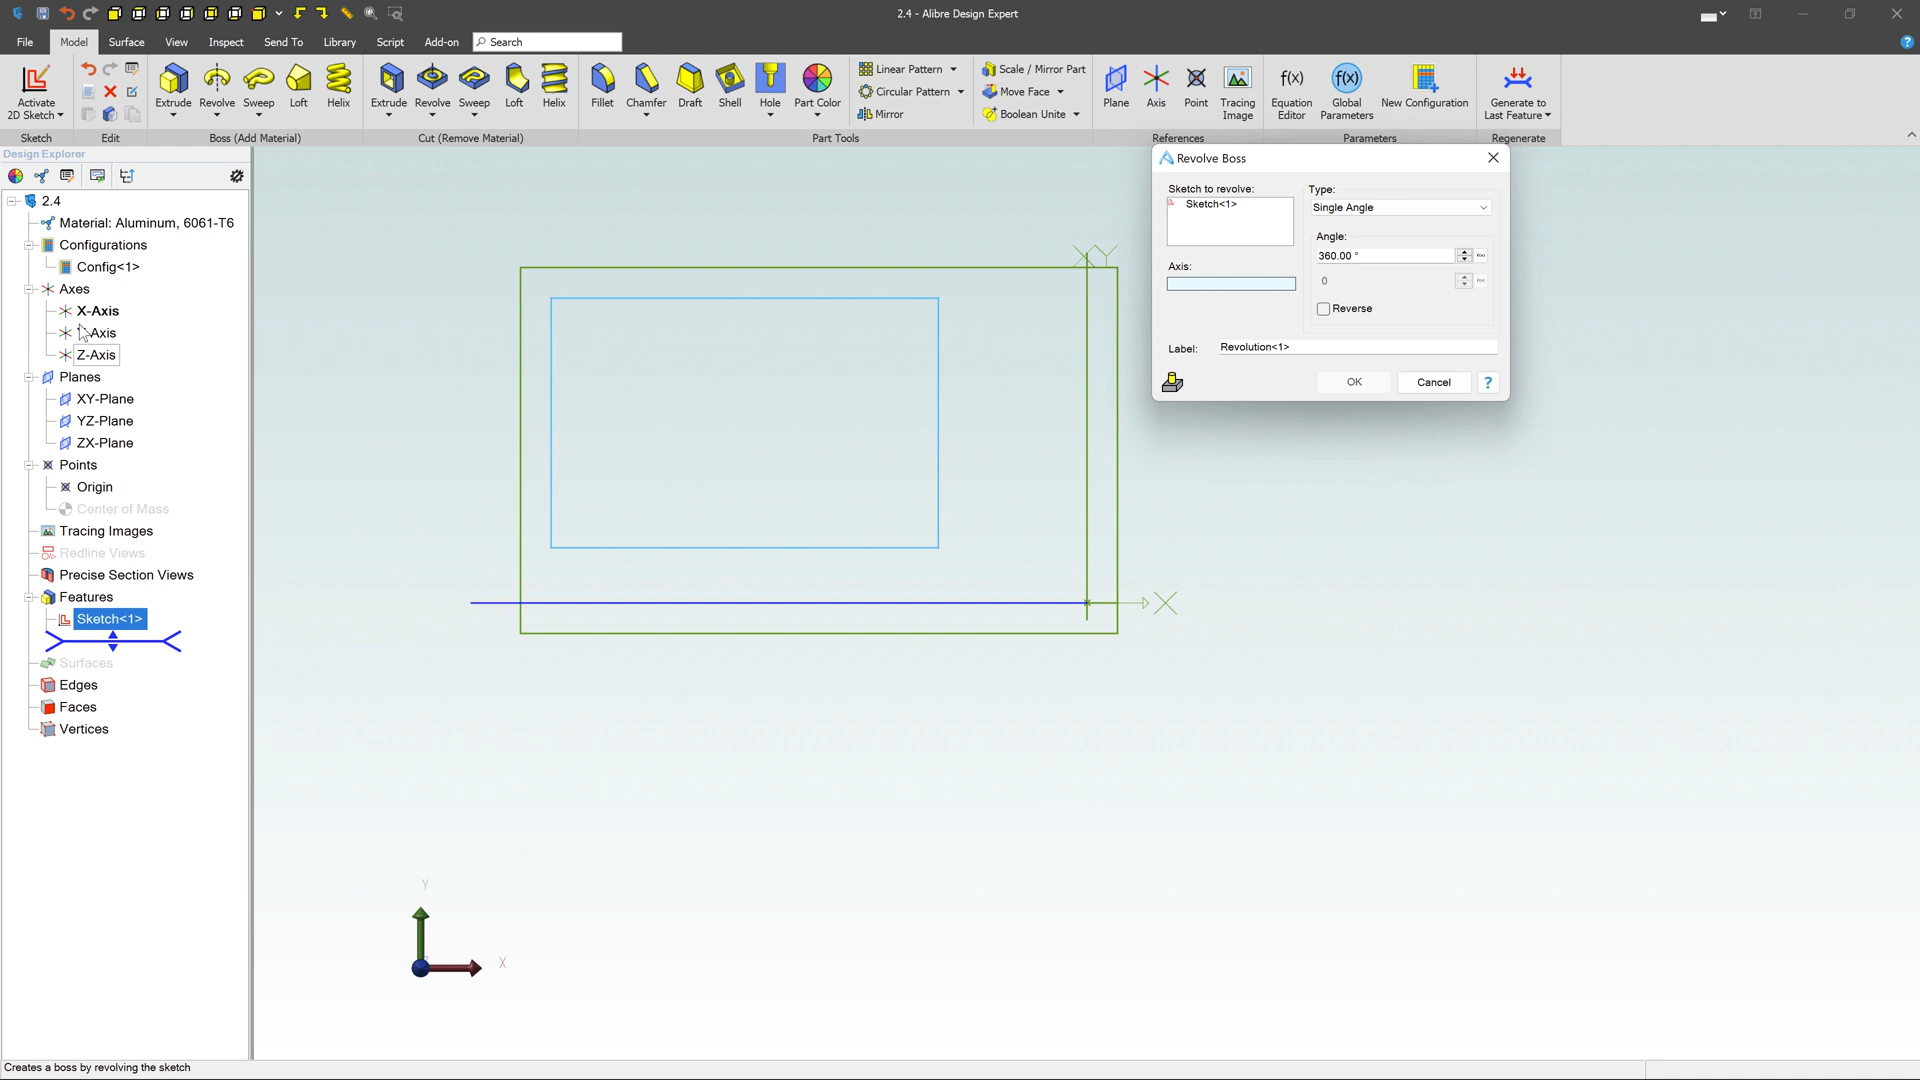 2.4 - Alibre Design Expert
File Model Surface View Inspect Send To Library Script Add-on Search
Activate 2D Sketch
Extrude Revolve Sweep Loft Helix
Extrude Revolve Sweep Loft Helix
Fillet Chamfer Draft Shell Hole Part Color
Linear Pattern
Circular Pattern
Mirror
Scale / Mirror Part
Move Face
Boolean Unite
Plane Axis Point Tracing Image
f(x) Equation Editor
f(x) Global Parameters
New Configuration
Generate to Last Feature
Sketch Edit Boss (Add Material) Cut (Remove Material) Part Tools References Parameters Regenerate
Design Explorer
2.4
Material: Aluminum, 6061-T6
Configurations
Config<1>
Axes
X-Axis
-Axis
Z-Axis
Planes
XY-Plane
YZ-Plane
ZX-Plane
Points
Origin
Center of Mass
Tracing Images
Redline Views
Precise Section Views
Features
Sketch<1>
Surfaces
Edges
Faces
Vertices
Revolve Boss
Sketch to revolve:
Sketch<1>
Axis:
Type:
Single Angle
Angle:
360.00 °
0
Reverse
Label: Revolution<1>
OK Cancel ?
X
Y
X
Y
X
Creates a boss by revolving the sketch